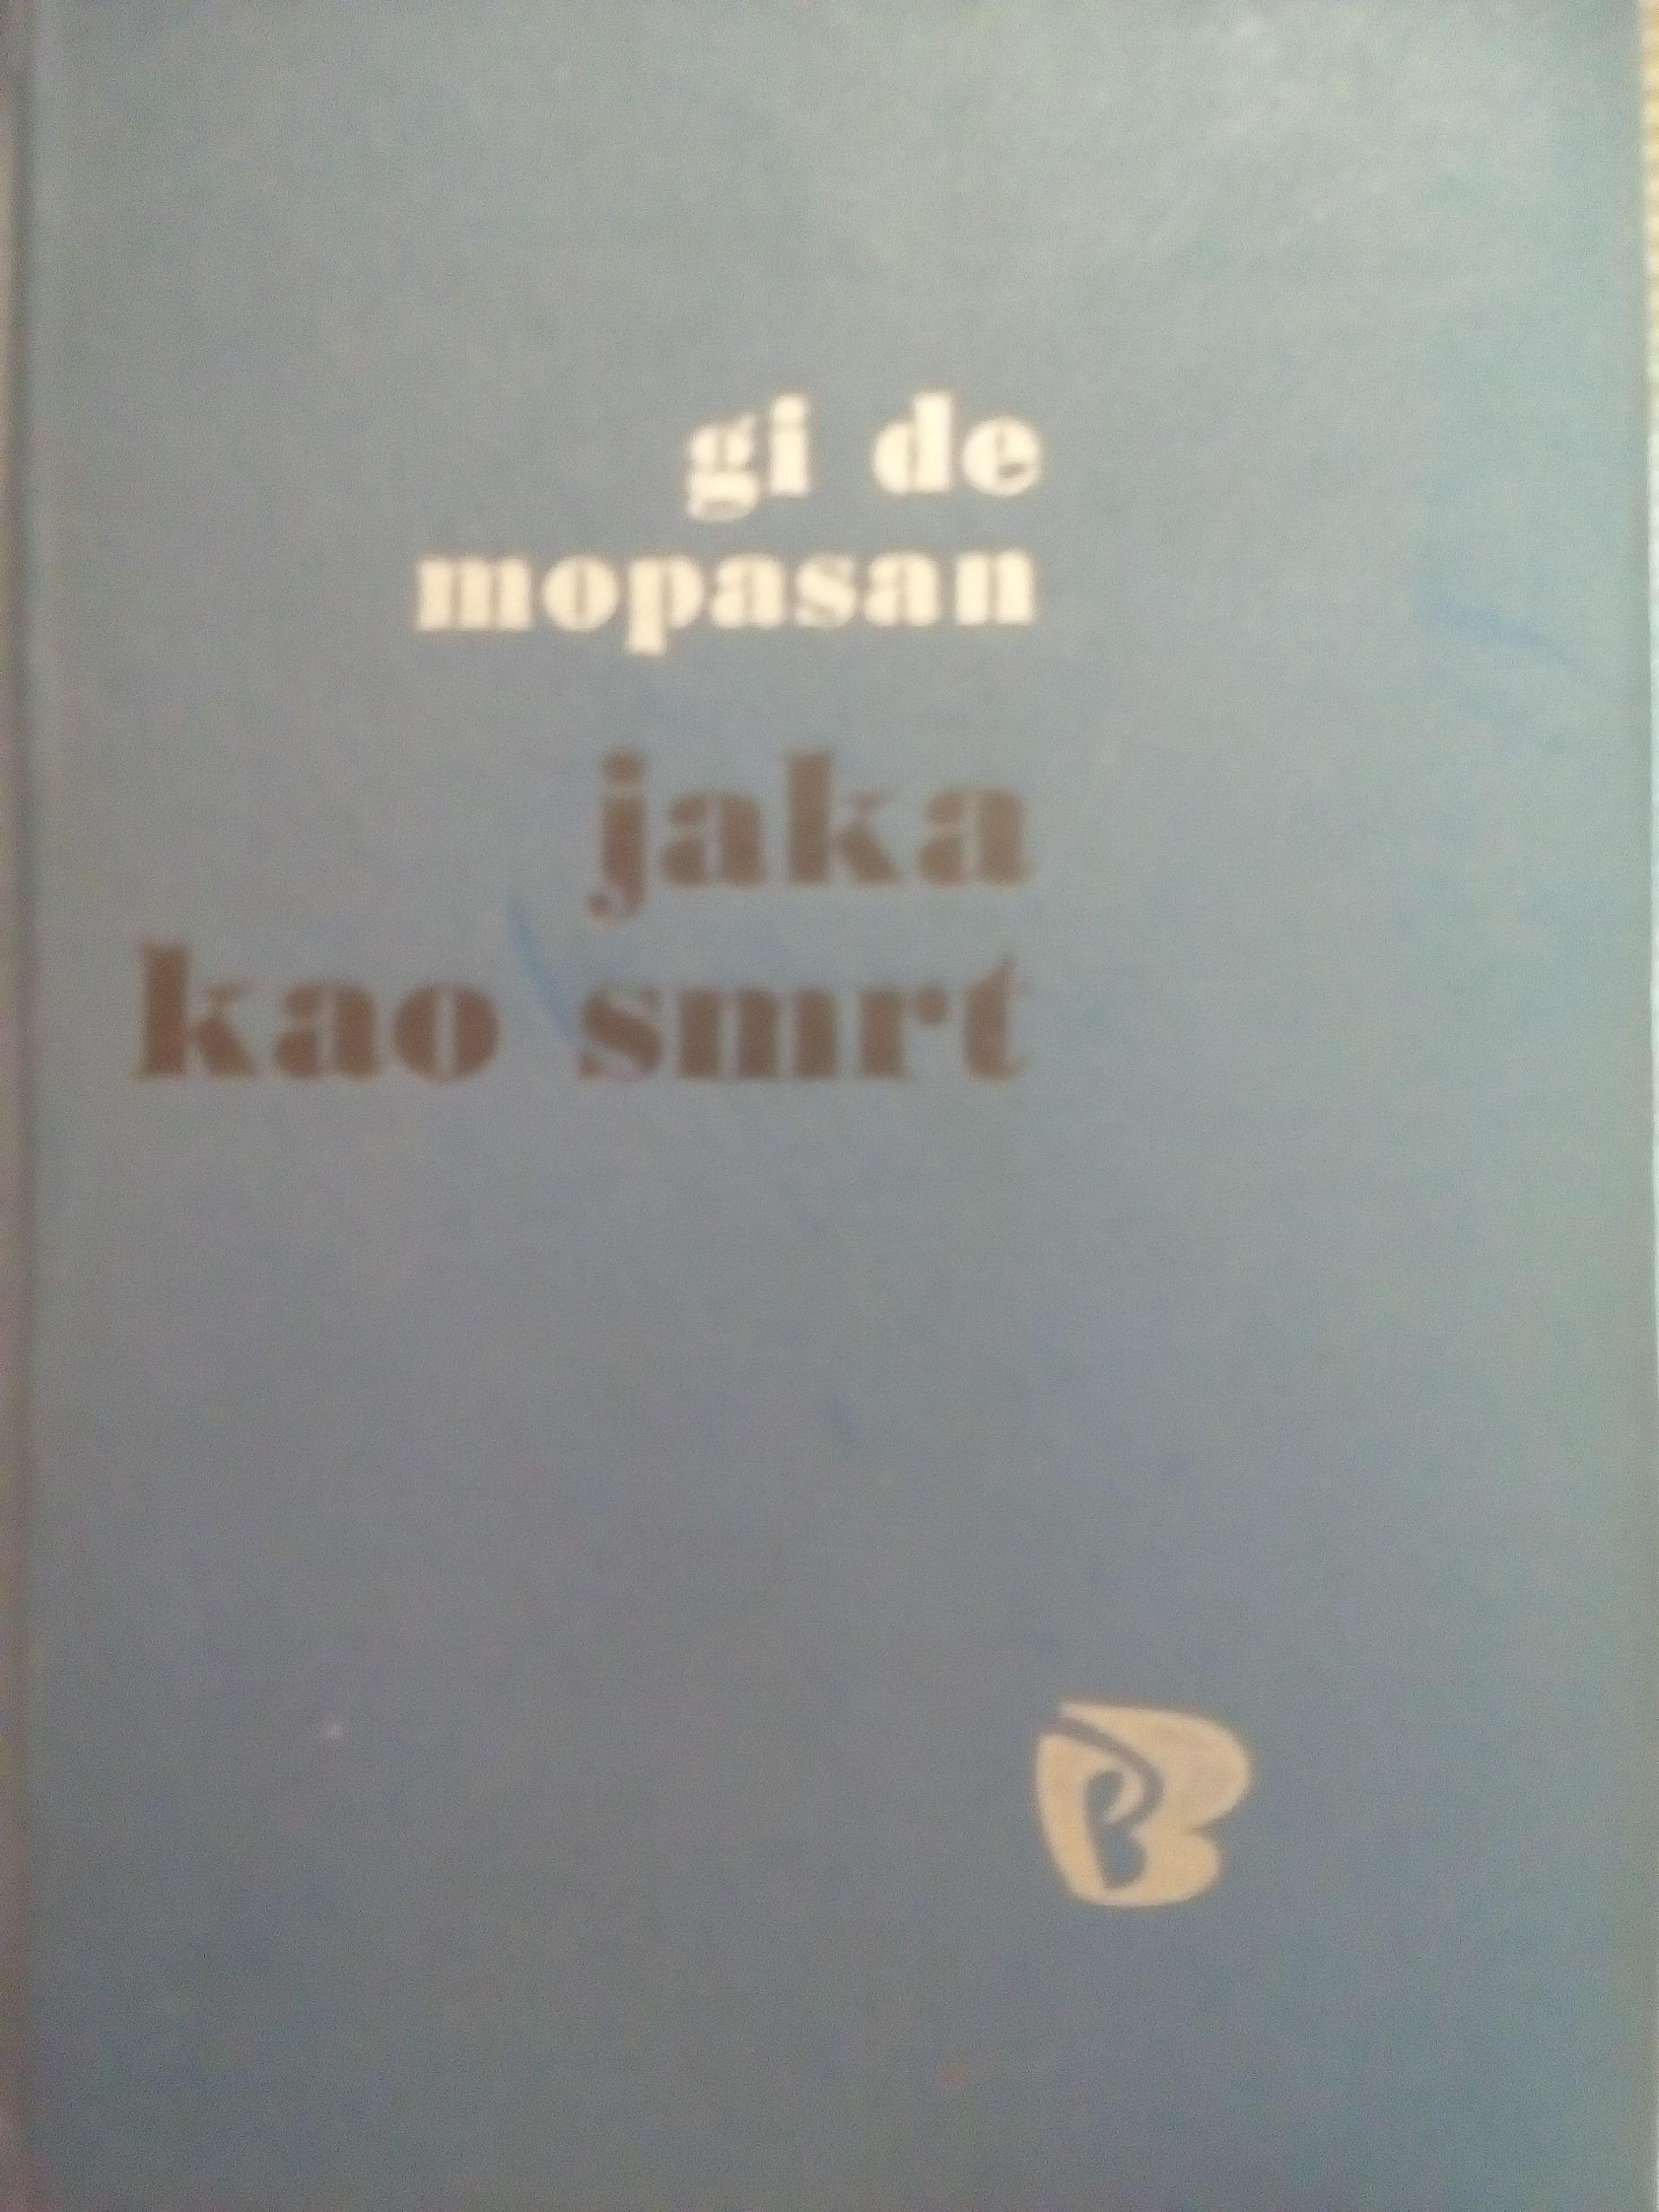 gi de
mopasan
jaka
kao smrt
B